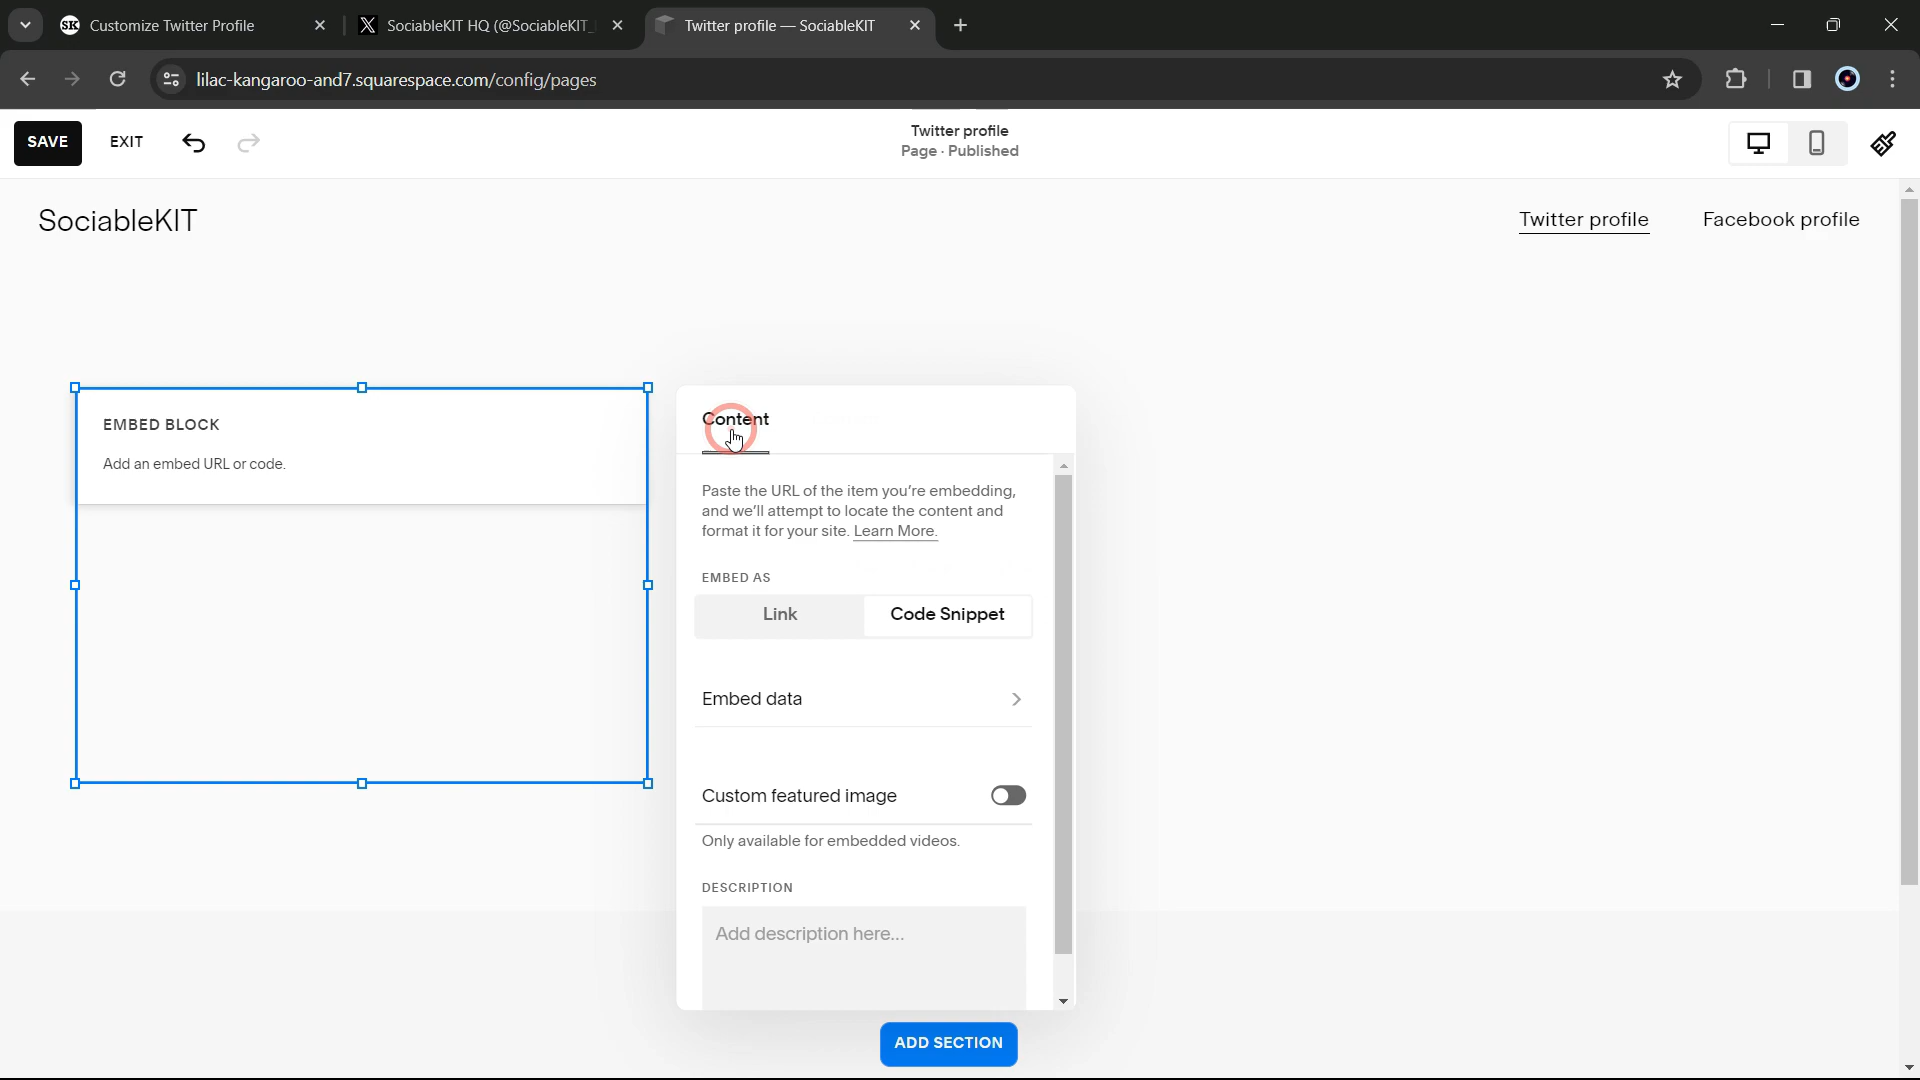 Customize Twitter Profile
SociableKIT HQ (@SociableKIT_
Twitter profile — SociableKIT
lilac-kangaroo-and7.squarespace.com/config/pages
SAVE
EXIT
Twitter profile
Page · Published
SociableKIT
Twitter profile
Facebook profile
EMBED BLOCK
Add an embed URL or code.
Content
Paste the URL of the item you're embedding,
and we'll attempt to locate the content and
format it for your site. Learn More.
EMBED AS
Link
Code Snippet
Embed data
Custom featured image
Only available for embedded videos.
DESCRIPTION
Add description here...
ADD SECTION